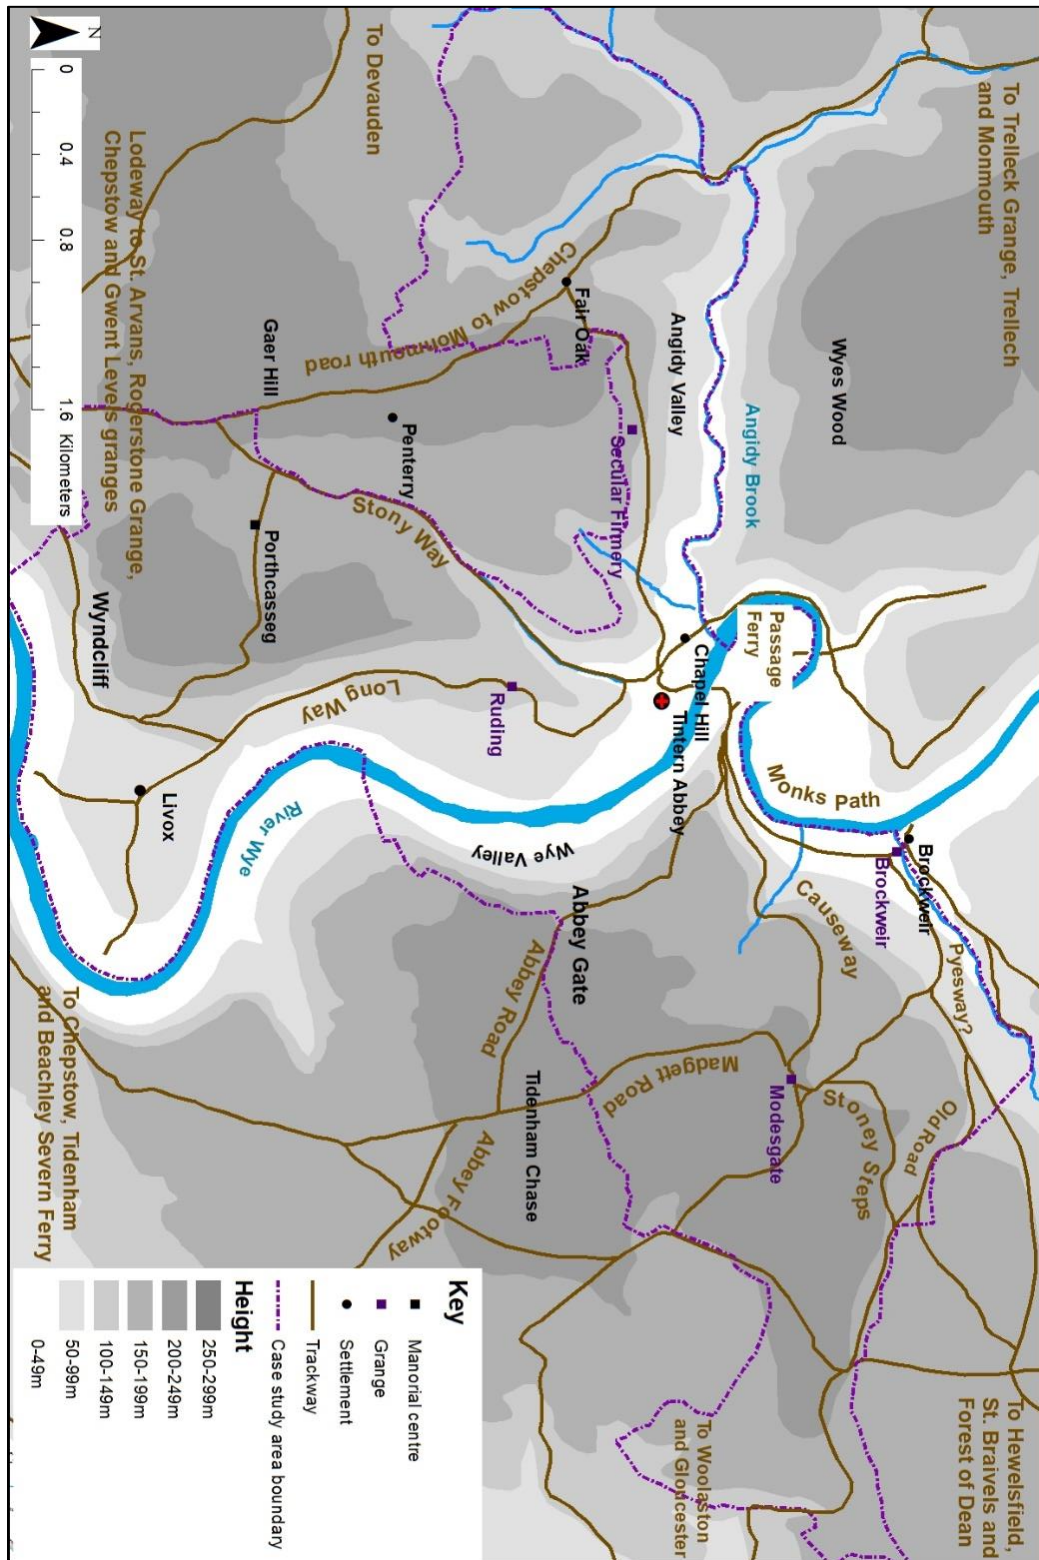 To Trelleck Grange, Trellech
and Monmouth
To Hewelsfield,
St. Braivels and
Forest of Dean
Wyes Wood
Passage
Ferry
Monks Path
Brockweir
Brockweir
Pyesway?
Causeway
Old Road
Stoney Steps
Angidy Brook
Angidy Valley
Chapel Hill
Tintern Abbey
Modesgate
Madgett Road
To Woolaston
and Gloucester
Fair Oak
Secular Firmery
Abbey Gate
Wye Valley
Abbey Road
Tidenham Chase
Abbey Footway
Chepstow to Monmouth road
To Devauden
Penterry
Stony Way
Ruding
Long Way
Gaer Hill
Porthcasseg
River Wye
Livox
Wyndcliff
Lodeway to St. Arvans, Rogerstone Grange,
Chepstow and Gwent Levels granges
To Chepstow, Tidenham
and Beachley Severn Ferry
N
0 0.4 0.8 1.6 Kilometers
Key
Manorial centre
Grange
Settlement
Trackway
Case study area boundary
Height
250-299m
200-249m
150-199m
100-149m
50-99m
0-49m